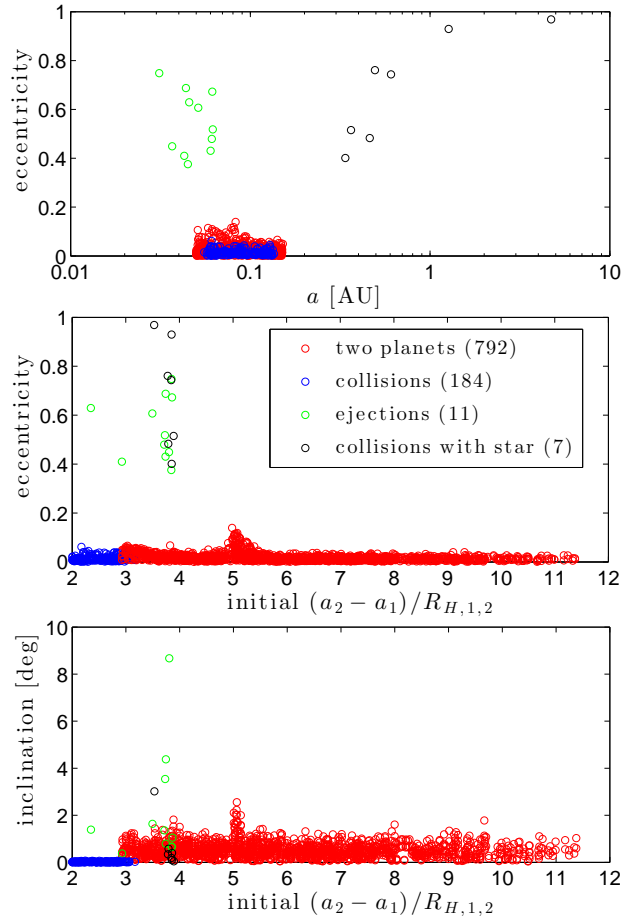 1
0.8
0.6
0.4
0.2
0
eccentricity
0.01 0.1 1 10
a [AU]
1
0.8
0.6
0.4
0.2
0
eccentricity
two planets (792)
collisions (184)
ejections (11)
collisions with star (7)
2 3 4 5 6 7 8 9 10 11 12
initial (a₂ − a₁)/R_{H,1,2}
10
8
6
4
2
0
inclination [deg]
2 3 4 5 6 7 8 9 10 11 12
initial (a₂ − a₁)/R_{H,1,2}